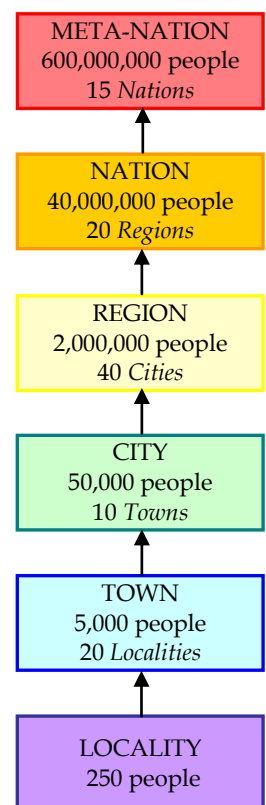 META-NATION
600,000,000 people
15 Nations
NATION
40,000,000 people
20 Regions
REGION
2,000,000 people
40 Cities
CITY
50,000 people
10 Towns
TOWN
5,000 people
20 Localities
LOCALITY
250 people